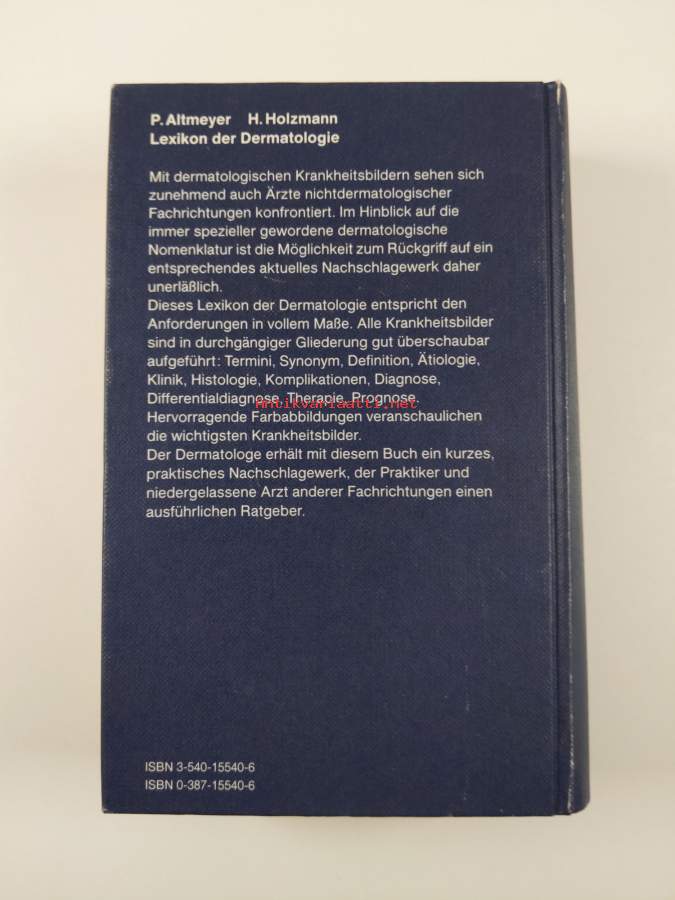 P. Altmeyer H. Holzmann
Lexikon der Dermatologie
Mit dermatologischen Krankheitsbildern sehen sich
zunehmend auch Ärzte nichtdermatologischer
Fachrichtungen konfrontiert. Im Hinblick auf die
immer spezieller gewordene dermatologische
Nomenklatur ist die Möglichkeit zum Rückgriff auf ein
entsprechendes aktuelles Nachschlagewerk daher
unerläßlich.
Dieses Lexikon der Dermatologie entspricht den
Anforderungen in vollem Maße. Alle Krankheitsbilder
sind in durchgängiger Gliederung gut überschaubar
aufgeführt: Termini, Synonym, Definition, Ätiologie,
Klinik, Histologie, Komplikationen, Diagnose,
Differentialdiagnose, Therapie, Prognose.
antikvariaatti.net
Hervorragende Farbabbildungen veranschaulichen
die wichtigsten Krankheitsbilder.
Der Dermatologe erhält mit diesem Buch ein kurzes,
praktisches Nachschlagewerk, der Praktiker und
niedergelassene Arzt anderer Fachrichtungen einen
ausführlichen Ratgeber.
ISBN 3-540-15540-6
ISBN 0-387-15540-6